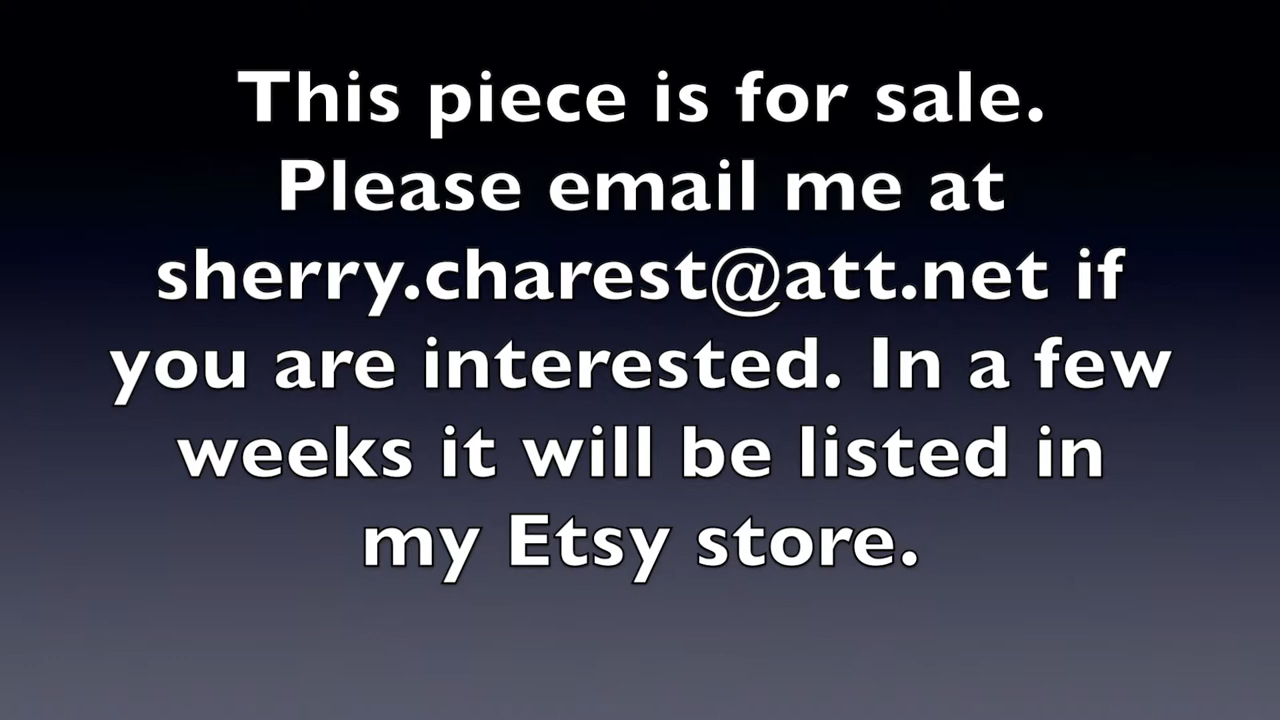 This piece is for sale.
Please email me at
sherry.charest@att.net if
you are interested. In a few
weeks it will be listed in
my Etsy store.